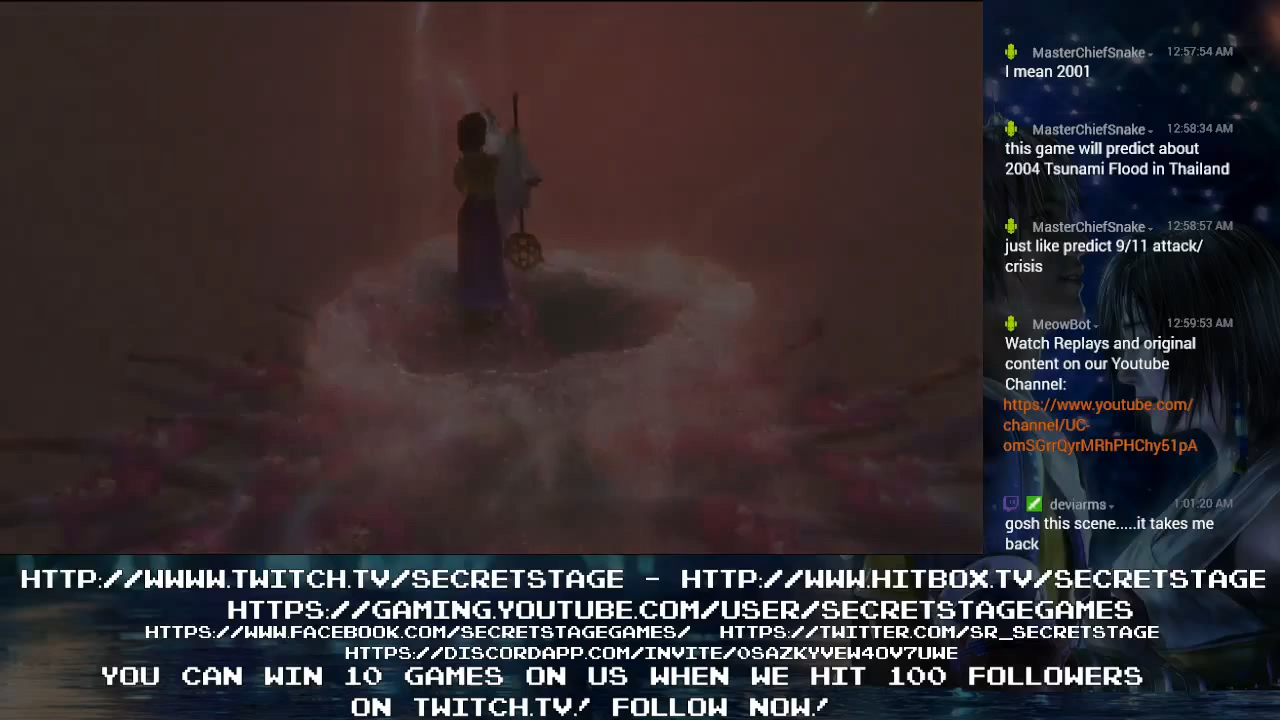 MasterChiefSnake 12:57:54 AM
I mean 2001
MasterChiefSnake 12:58:34 AM
this game will predict about
2004 Tsunami Flood in Thailand
MasterChiefSnake 12:58:57 AM
just like predict 9/11 attack/
crisis
MeowBot 12:59:53 AM
Watch Replays and original
content on our Youtube
Channel:
https://www.youtube.com/
channel/UC-
omSGrrQyrMRhPHChy51pA
deviarms 1:01:20 AM
gosh this scene.....it takes me
back
HTTP://WWWW.TWITCH.TV/SECRETSTAGE - HTTP://WWW.HITBOX.TV/SECRETSTAGE
HTTPS://GAMING.YOUTUBE.COM/USER/SECRETSTAGEGAMES
HTTPS://WWW.FACEBOOK.COM/SECRETSTAGEGAMES/ HTTPS://TWITTER.COM/SR_SECRETSTAGE
HTTPS://DISCORDAPP.COM/INVITE/0SAZKYVEW4OV7UWE
YOU CAN WIN 10 GAMES ON US WHEN WE HIT 100 FOLLOWERS
ON TWITCH.TV! FOLLOW NOW!